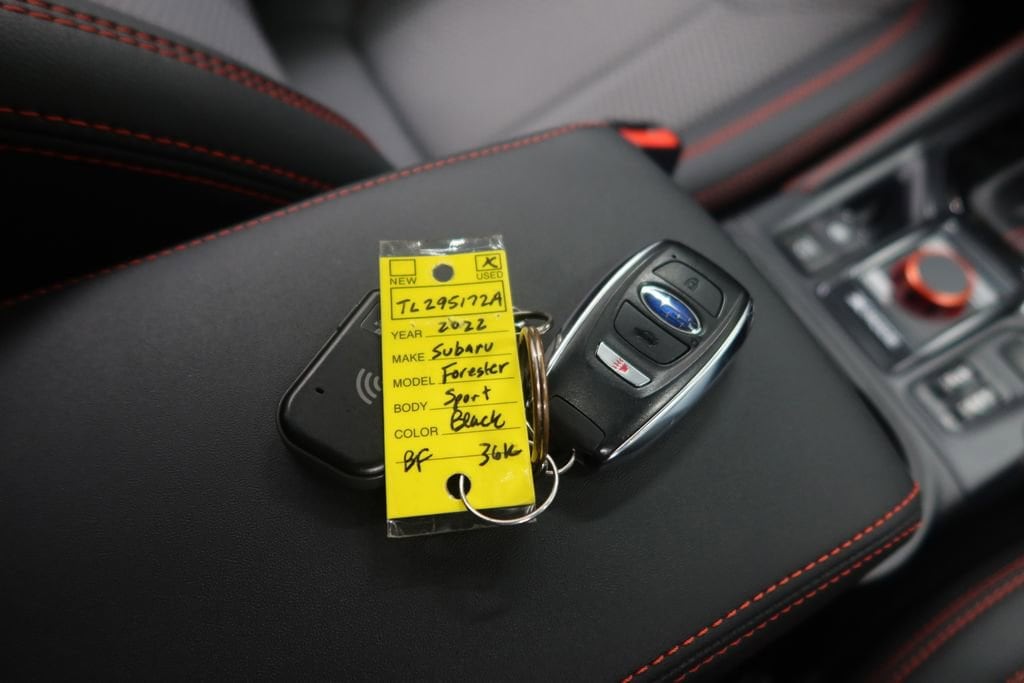 NEW USED
TL295172A
YEAR 2022
MAKE Subaru
MODEL Forester
BODY Sport
COLOR Black
BF 36K